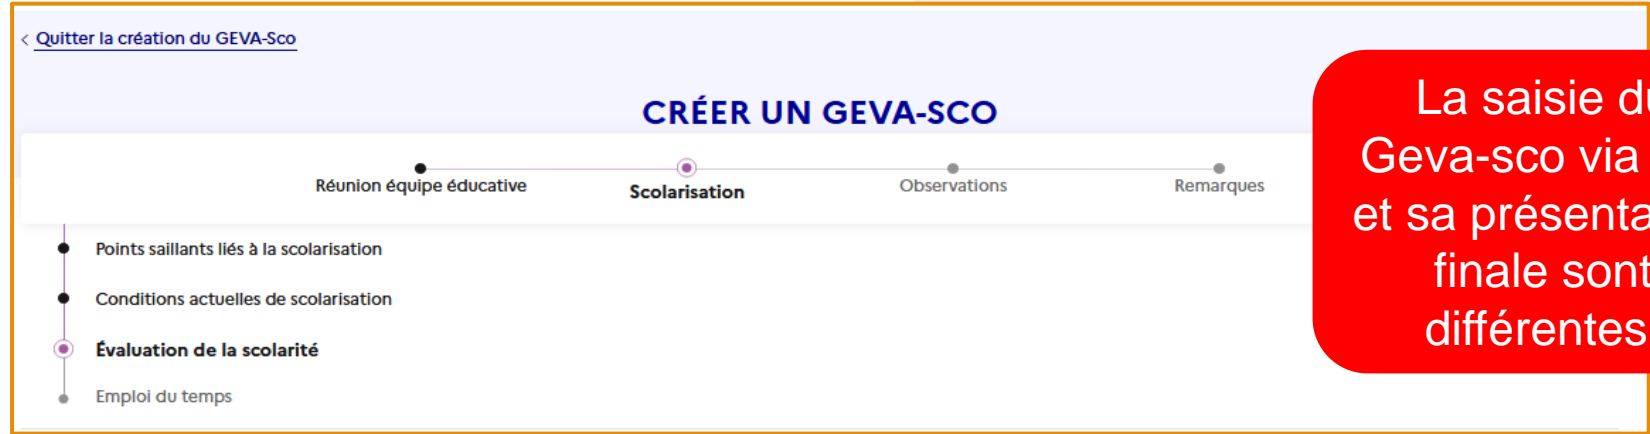 < Quitter la création du GEVA-Sco
CRÉER UN GEVA-SCO
Réunion équipe éducative
Scolarisation
Observations
Remarques
Points saillants liés à la scolarisation
Conditions actuelles de scolarisation
Évaluation de la scolarité
Emploi du temps
La saisie
Geva-sco via
et sa
finale sont
différentes